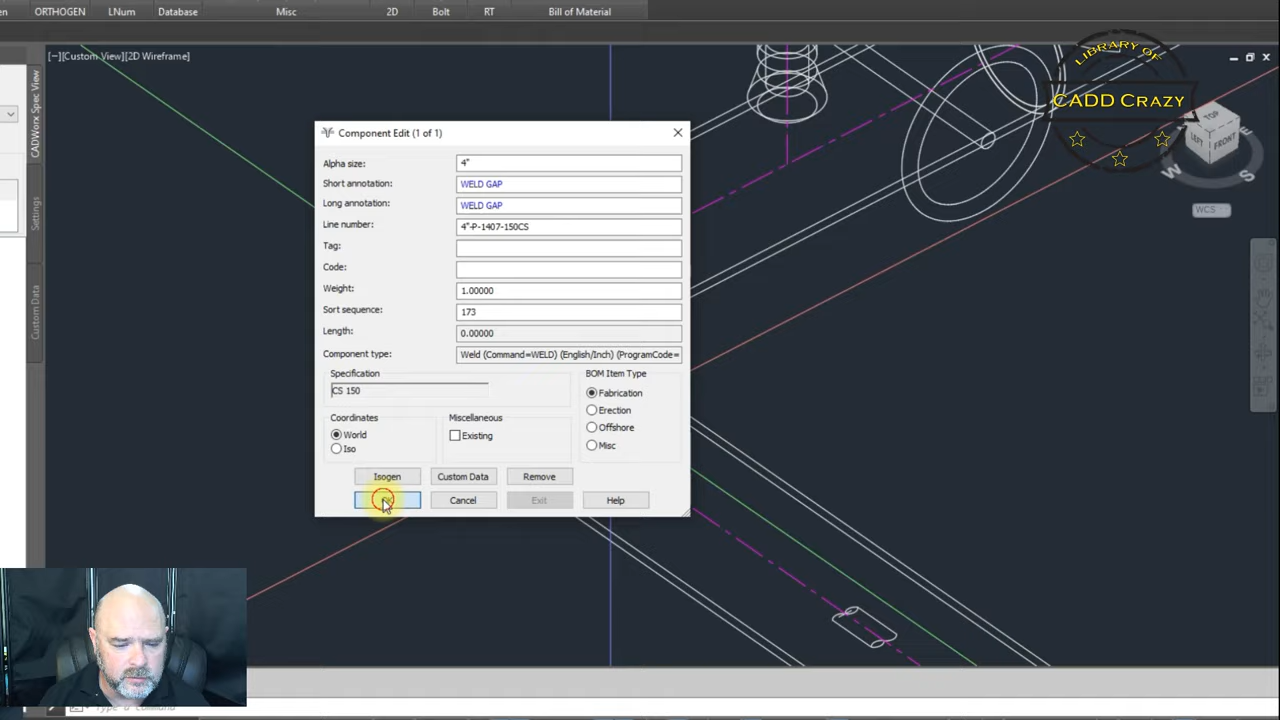 ORTHOGEN LNum Database Misc 2D Bolt RT Bill of Material
[−][Custom View][2D Wireframe]
LIBRARY OF
CADD CRAZY
CADWorx Spec View
Settings
Custom Data
TOP
LEFT
FRONT
W
S
WCS
Component Edit (1 of 1)
Alpha size: 4"
Short annotation: WELD GAP
Long annotation: WELD GAP
Line number: 4"-P-1407-150CS
Tag:
Code:
Weight: 1.00000
Sort sequence: 173
Length: 0.00000
Component type: Weld (Command=WELD) (English/Inch) (ProgramCode=
Specification
CS 150
BOM Item Type
Fabrication
Erection
Offshore
Misc
Coordinates
World
Iso
Miscellaneous
Existing
Isogen Custom Data Remove
Cancel Exit Help
Type a command